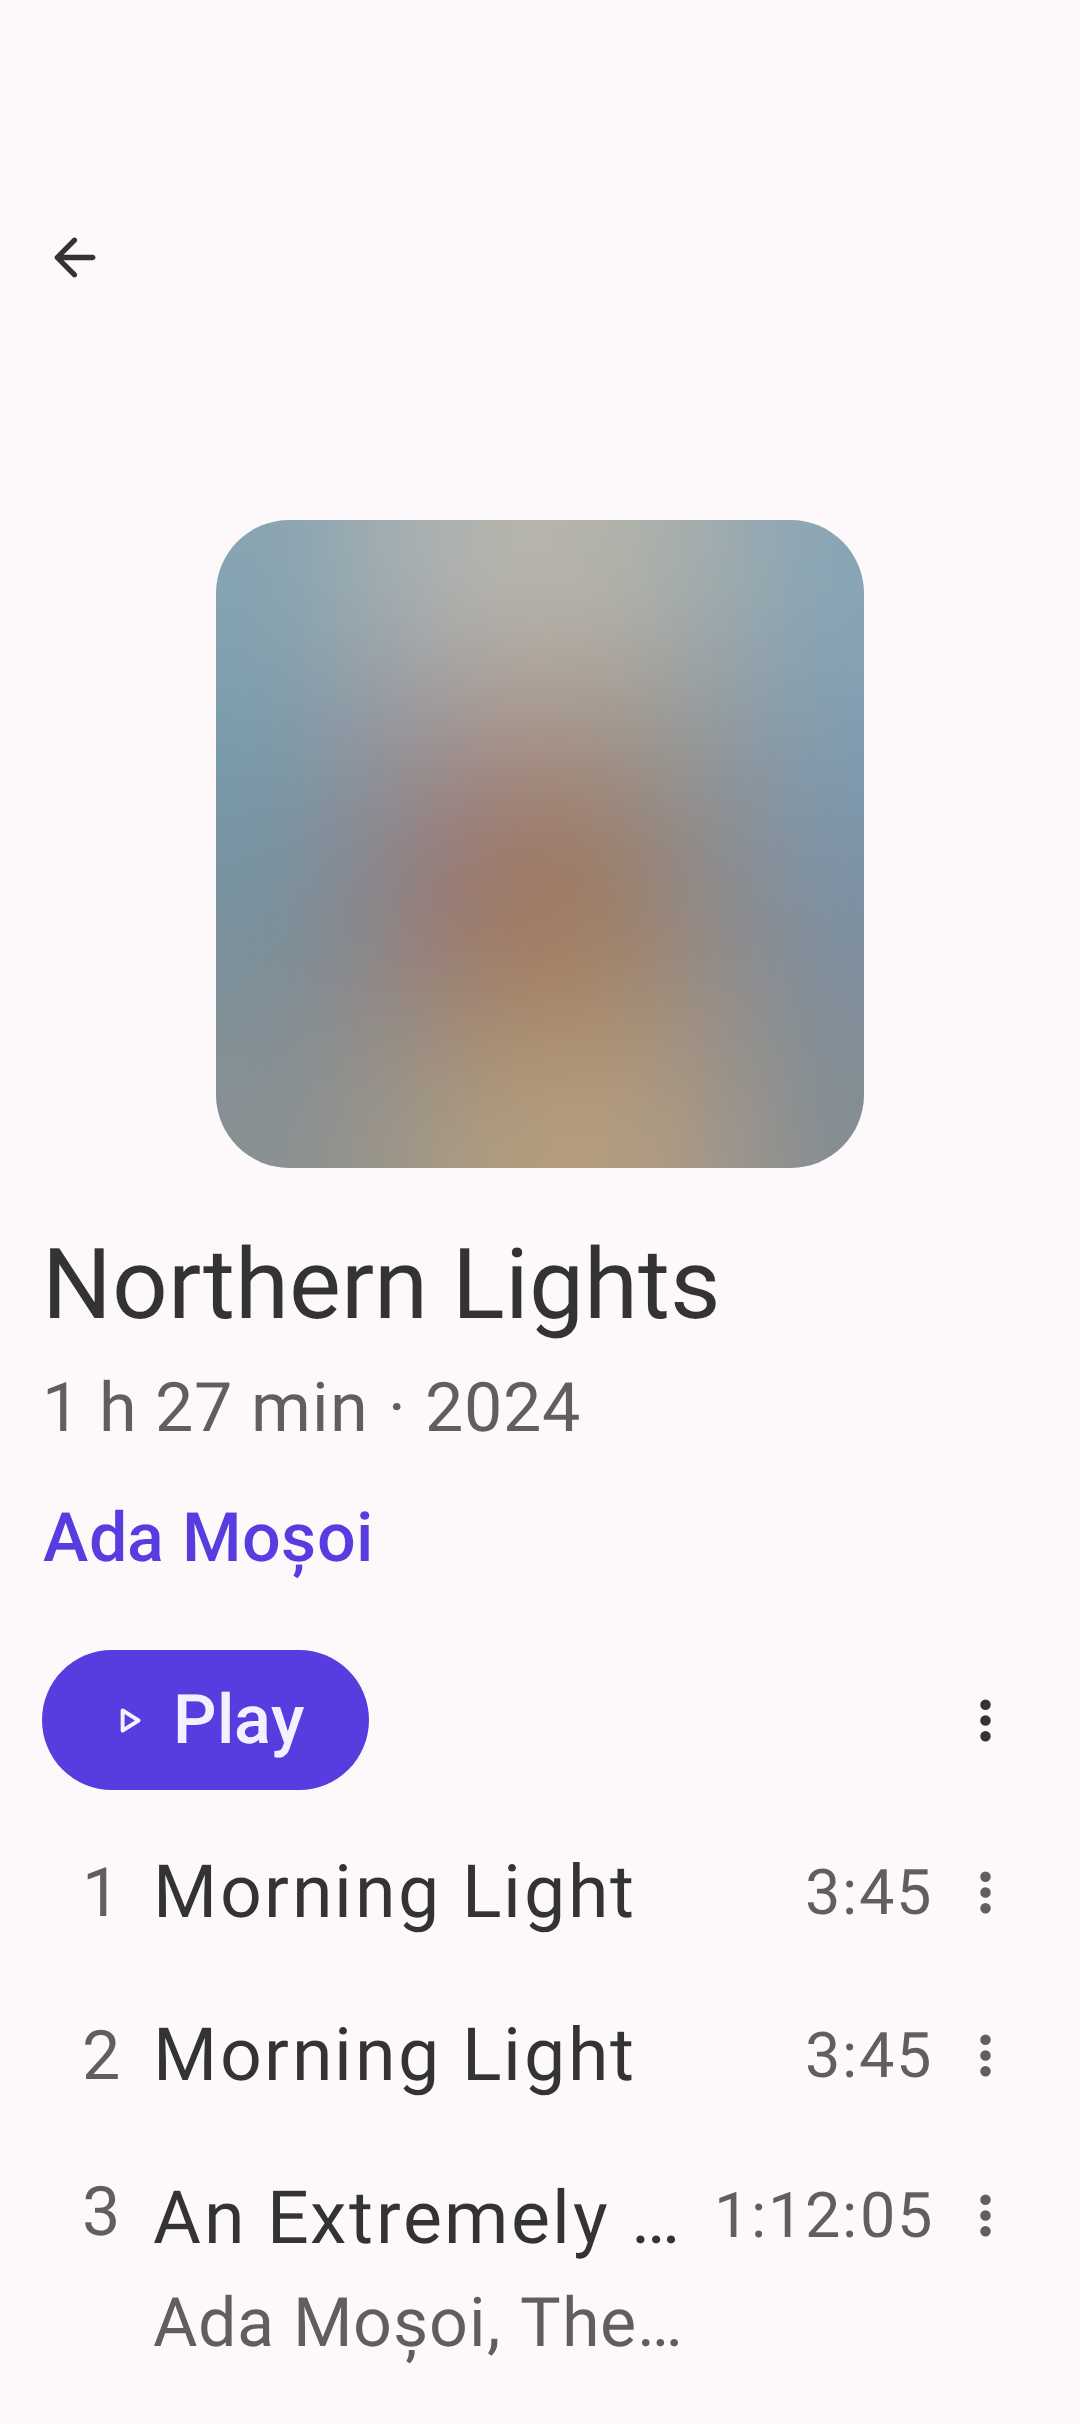 Northern Lights
1 h 27 min · 2024
Ada Moșoi
Play
1 Morning Light 3:45
2 Morning Light 3:45
3 An Extremely … 1:12:05
Ada Moșoi, The…